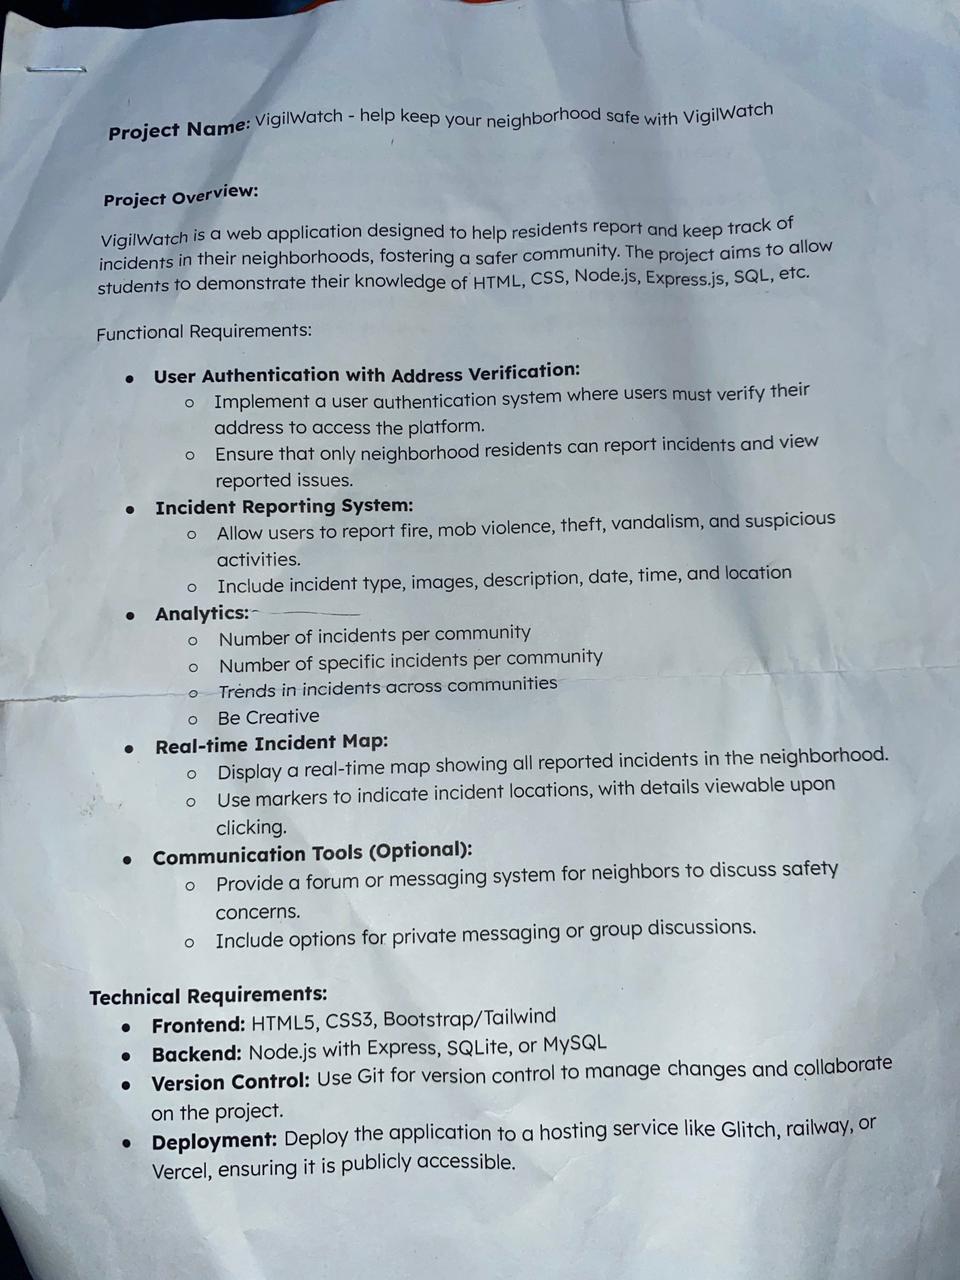 Project Name: VigilWatch - help keep your neighborhood safe with VigilWatch
Project Overview:
VigilWatch is a web application designed to help residents report and keep track of
incidents in their neighborhoods, fostering a safer community. The project aims to allow
students to demonstrate their knowledge of HTML, CSS, Node.js, Express.js, SQL, etc.
Functional Requirements:
● User Authentication with Address Verification:
○ Implement a user authentication system where users must verify their
address to access the platform.
○ Ensure that only neighborhood residents can report incidents and view
reported issues.
● Incident Reporting System:
○ Allow users to report fire, mob violence, theft, vandalism, and suspicious
activities.
○ Include incident type, images, description, date, time, and location
● Analytics:
○ Number of incidents per community
○ Number of specific incidents per community
○ Trends in incidents across communities
○ Be Creative
● Real-time Incident Map:
○ Display a real-time map showing all reported incidents in the neighborhood.
○ Use markers to indicate incident locations, with details viewable upon
clicking.
● Communication Tools (Optional):
○ Provide a forum or messaging system for neighbors to discuss safety
concerns.
○ Include options for private messaging or group discussions.
Technical Requirements:
● Frontend: HTML5, CSS3, Bootstrap/Tailwind
● Backend: Node.js with Express, SQLite, or MySQL
● Version Control: Use Git for version control to manage changes and collaborate
on the project.
● Deployment: Deploy the application to a hosting service like Glitch, railway, or
Vercel, ensuring it is publicly accessible.